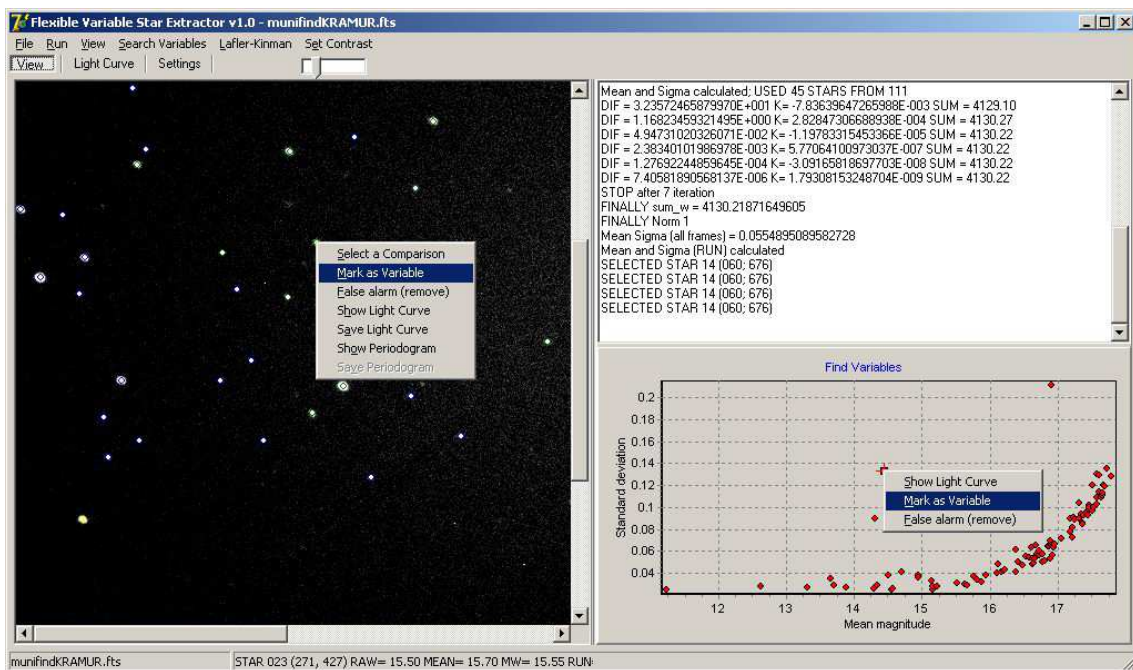 Flexible Variable Star Extractor v1.0 - munifindKRAMUR.fts
File Run View Search Variables Lafler-Kinman Set Contrast
View Light Curve Settings
Select a Comparison
Mark as Variable
False alarm (remove)
Show Light Curve
Save Light Curve
Show Periodogram
Save Periodogram
Mean and Sigma calculated; USED 45 STARS FROM 111
DIF = 3.23572465879970E+001 K= -7.83639647265988E-003 SUM = 4129.10
DIF = 1.16823459321495E+000 K= 2.82847306688938E-004 SUM = 4130.27
DIF = 4.94731020326071E-002 K= -1.19783315453366E-005 SUM = 4130.22
DIF = 2.38340101986978E-003 K= 5.77064100973037E-007 SUM = 4130.22
DIF = 1.27692244859645E-004 K= -3.09165818697703E-008 SUM = 4130.22
DIF = 7.40581890568137E-006 K= 1.79308153248704E-009 SUM = 4130.22
STOP after 7 iteration
FINALLY sum_w = 4130.21871649605
FINALLY Norm 1
Mean Sigma (all frames) = 0.0554895089582728
Mean and Sigma (RUN) calculated
SELECTED STAR 14 (060; 676)
SELECTED STAR 14 (060; 676)
SELECTED STAR 14 (060; 676)
SELECTED STAR 14 (060; 676)
Find Variables
Standard deviation
0.2
0.18
0.16
0.14
0.12
0.1
0.08
0.06
0.04
Show Light Curve
Mark as Variable
False alarm (remove)
12 13 14 15 16 17
Mean magnitude
munifindKRAMUR.fts
STAR 023 (271, 427) RAW= 15.50 MEAN= 15.70 MW= 15.55 RUN=